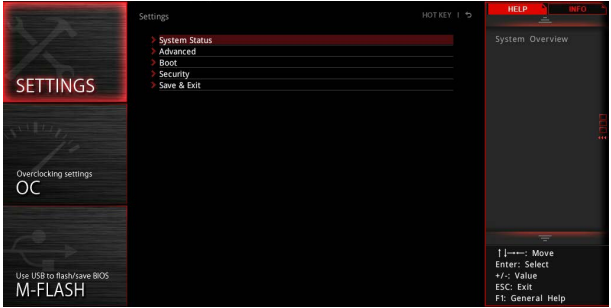 SETTINGS
Overclocking settings
OC
Use USB to flash/save BIOS
M-FLASH
Settings
HOT KEY | ⮌
> System Status
> Advanced
> Boot
> Security
> Save & Exit
HELP
INFO
System Overview
↑↓→←: Move
Enter: Select
+/-: Value
ESC: Exit
F1: General Help